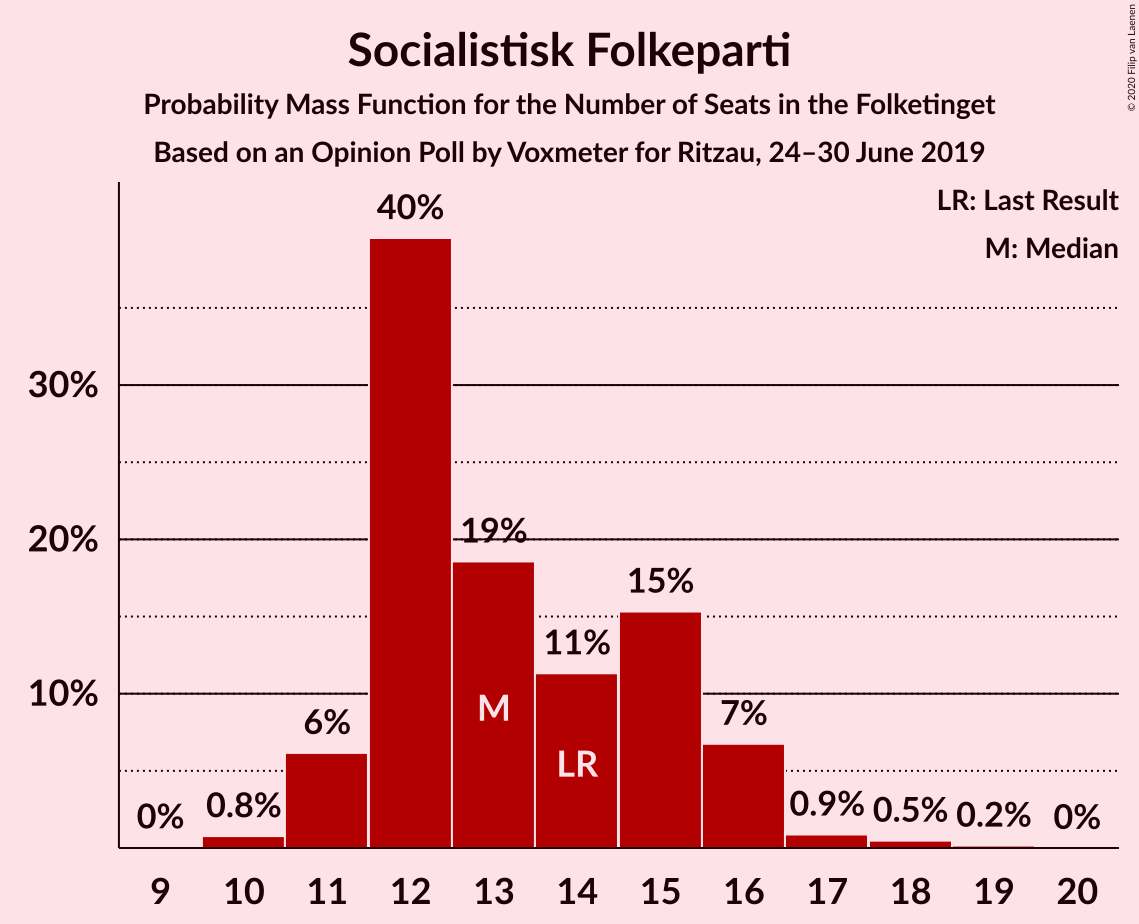 Socialistisk Folkeparti
Probability Mass Function for the Number of Seats in the Folketinget
Based on an Opinion Poll by Voxmeter for Ritzau, 24–30 June 2019
© 2020 Filip van Laenen
LR: Last Result
M: Median
40%
30%
20%
10%
19%
15%
11%
7%
6%
0%
0.8%
0.9%
0.5%
0.2%
0%
M
LR
9 10 11 12 13 14 15 16 17 18 19 20